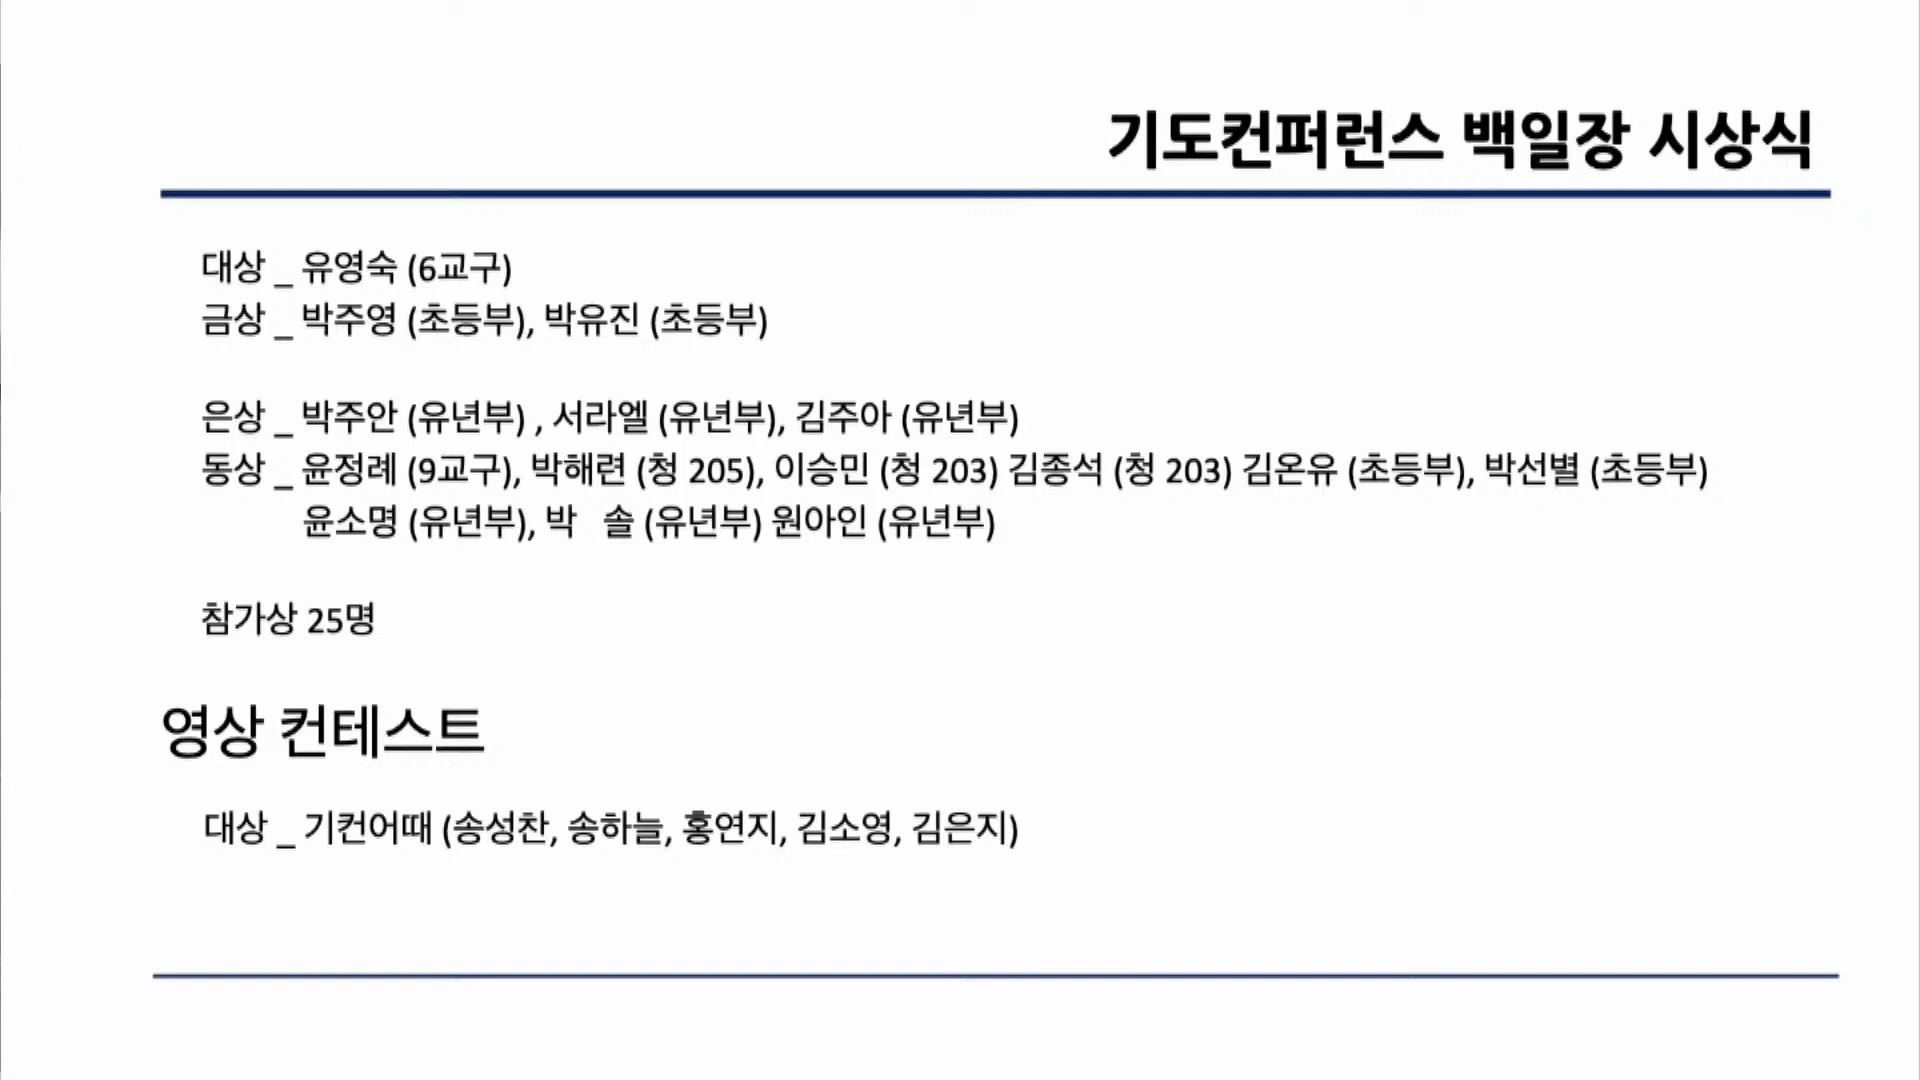 기도컨퍼런스 백일장 시상식
대상 _ 유영숙 (6교구)
금상 _ 박주영 (초등부), 박유진 (초등부)
은상 _ 박주안 (유년부) , 서라엘 (유년부), 김주아 (유년부)
동상 _ 윤정례 (9교구), 박해련 (청 205), 이승민 (청 203) 김종석 (청 203) 김온유 (초등부), 박선별 (초등부)
윤소명 (유년부), 박   솔 (유년부) 원아인 (유년부)
참가상 25명
영상 컨테스트
대상 _ 기컨어때 (송성찬, 송하늘, 홍연지, 김소영, 김은지)